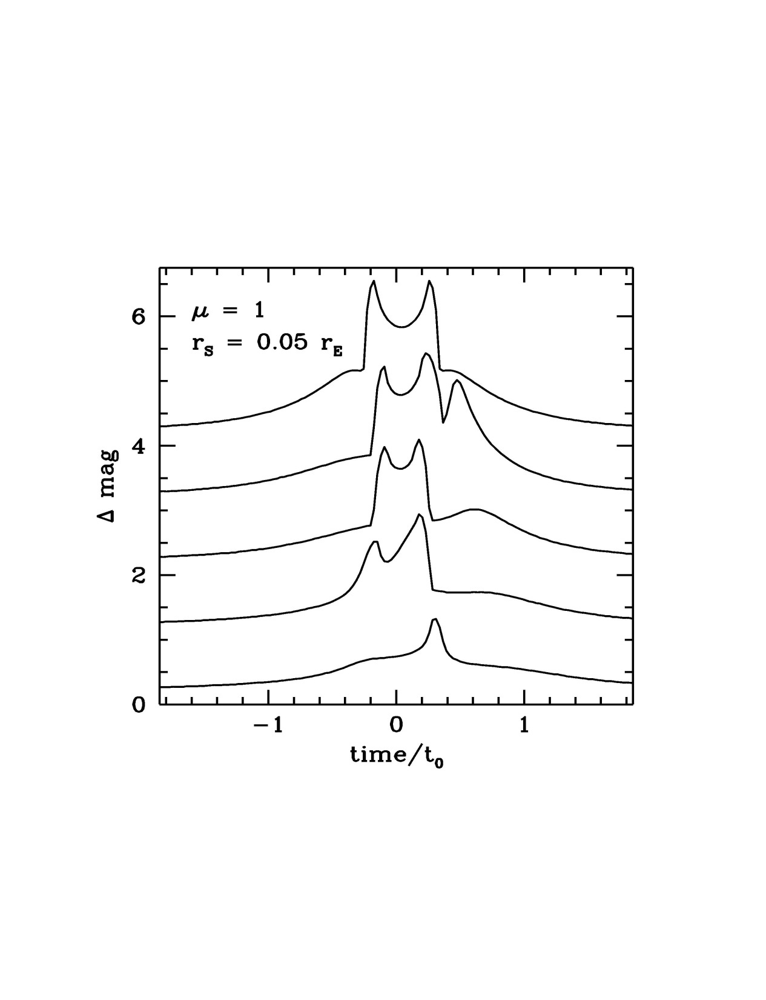 μ = 1
r_S = 0.05 r_E
6
4
2
0
Δ mag
−1 0 1
time/t_0